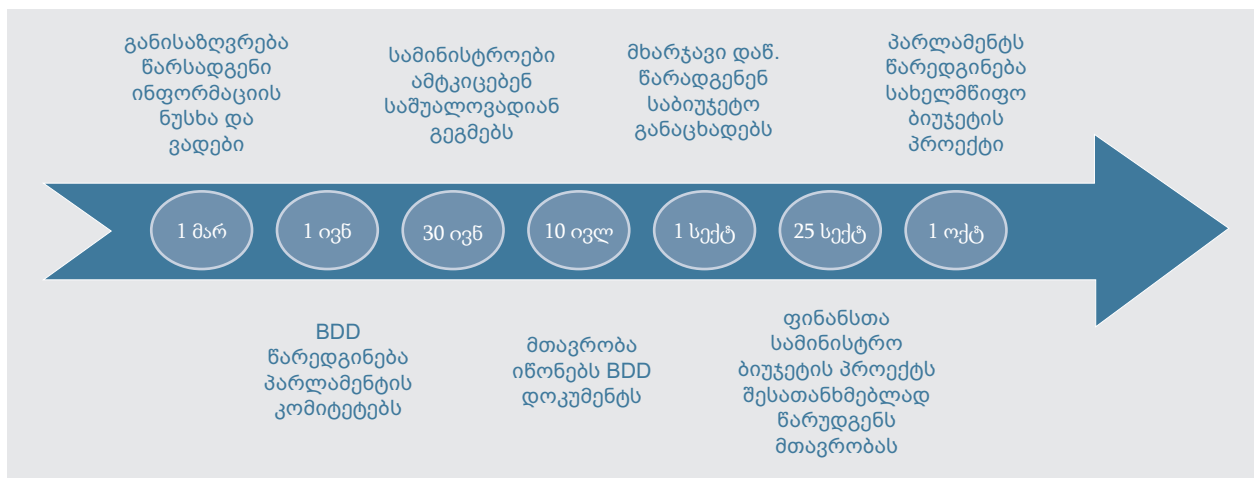 განისაზღვრება
წარსადგენი
ინფორმაციის
ნუსხა და
ვადები
სამინისტროები
ამტკიცებენ
საშუალოვადიან
გეგმებს
მხარჯავი დაწ.
წარადგენენ
საბიუჯეტო
განაცხადებს
პარლამენტს
წარედგინება
სახელმწიფო
ბიუჯეტის
პროექტი
1 მარ
1 ივნ
30 ივნ
10 ივლ
1 სექტ
25 სექტ
1 ოქტ
BDD
წარედგინება
პარლამენტის
კომიტეტებს
მთავრობა
იწონებს BDD
დოკუმენტს
ფინანსთა
სამინისტრო
ბიუჯეტის პროექტს
შესათანხმებლად
წარუდგენს
მთავრობას